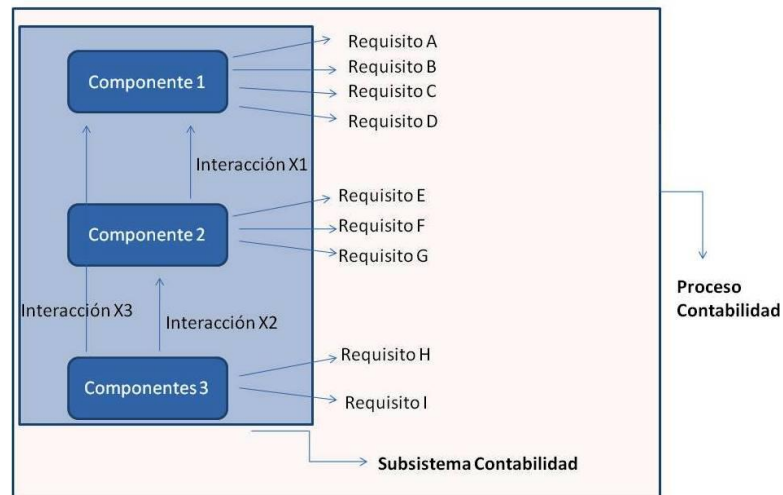 Componente 1
Requisito A
Requisito B
Requisito C
Requisito D
Interacción X1
Componente 2
Requisito E
Requisito F
Requisito G
Proceso
Contabilidad
Interacción X3
Interacción X2
Componentes 3
Requisito H
Requisito I
Subsistema Contabilidad